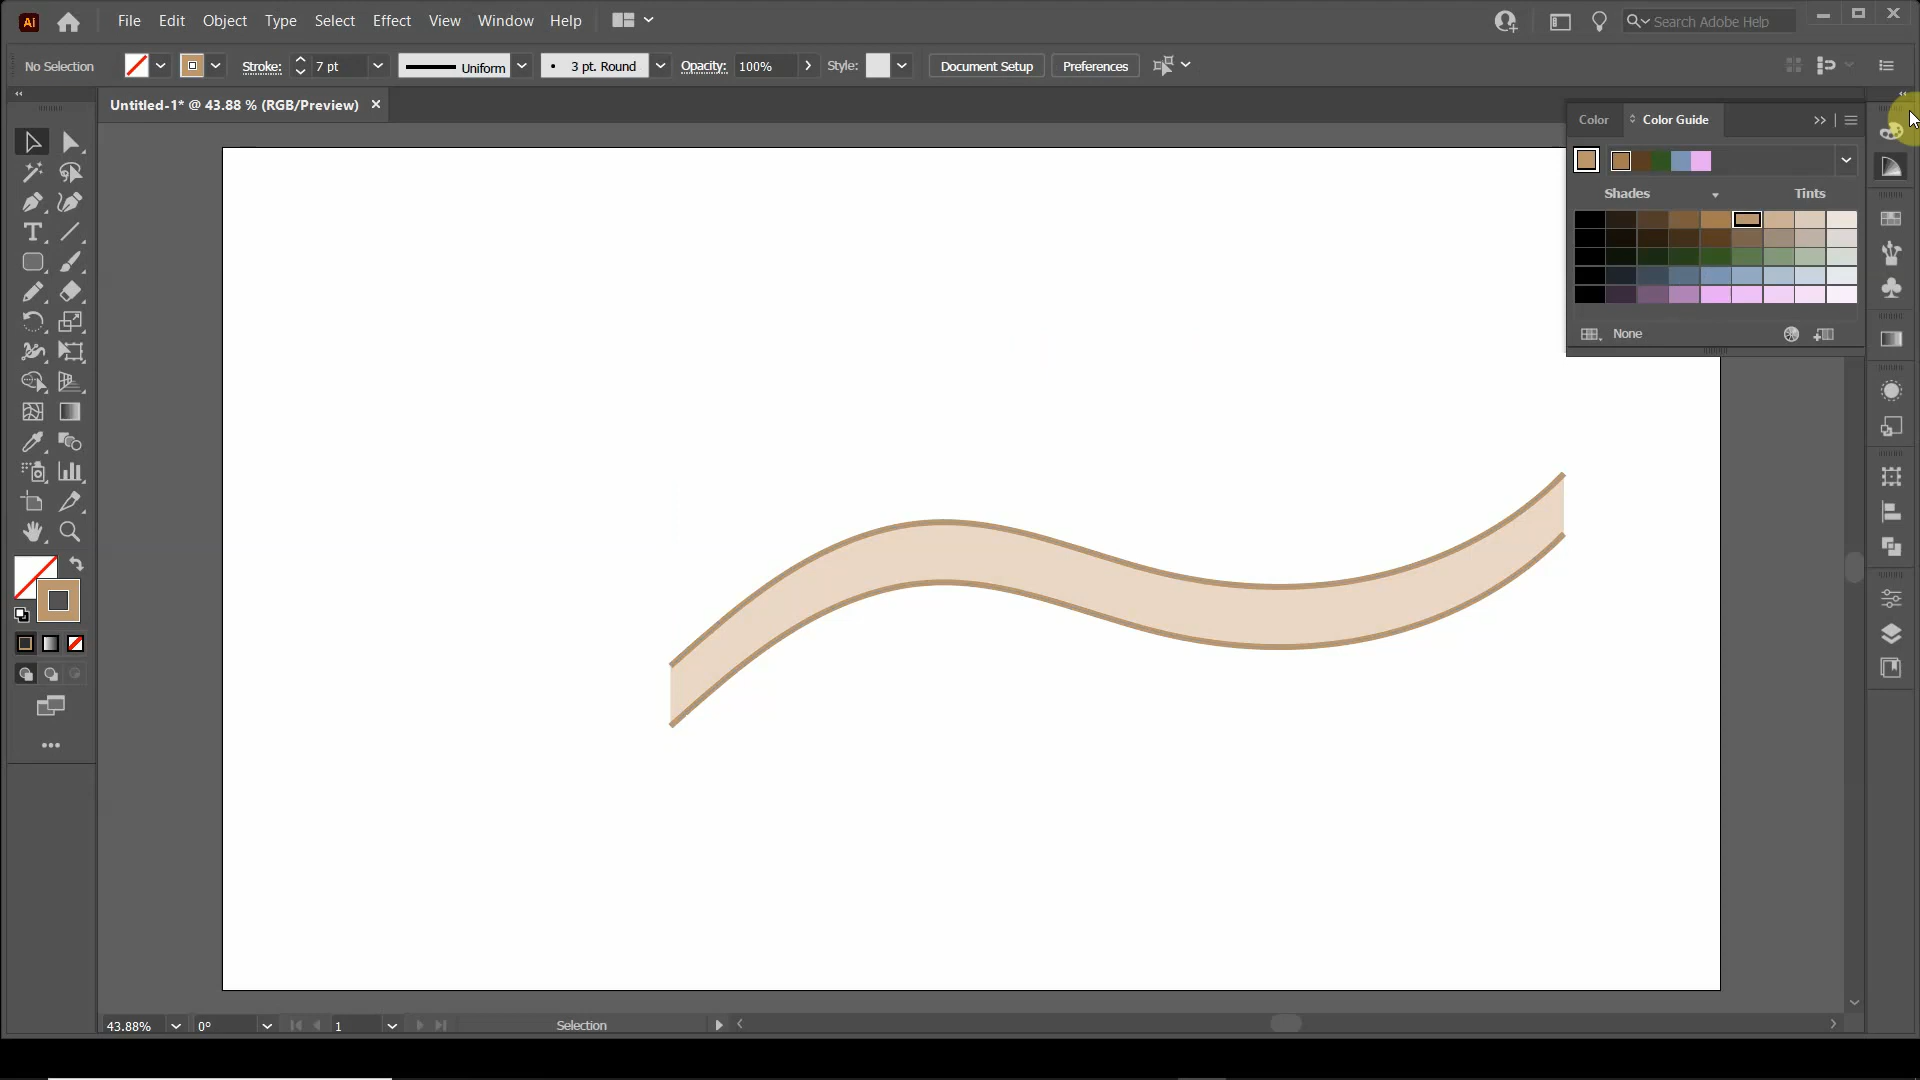 Ai File Edit Object Type Select Effect View Window Help Search Adobe Help
No Selection Stroke: 7 pt Uniform 3 pt. Round Opacity: 100% Style: Document Setup Preferences
Untitled-1* @ 43.88 % (RGB/Preview)
Color Color Guide
Shades Tints
None
43.88% 0° 1 Selection